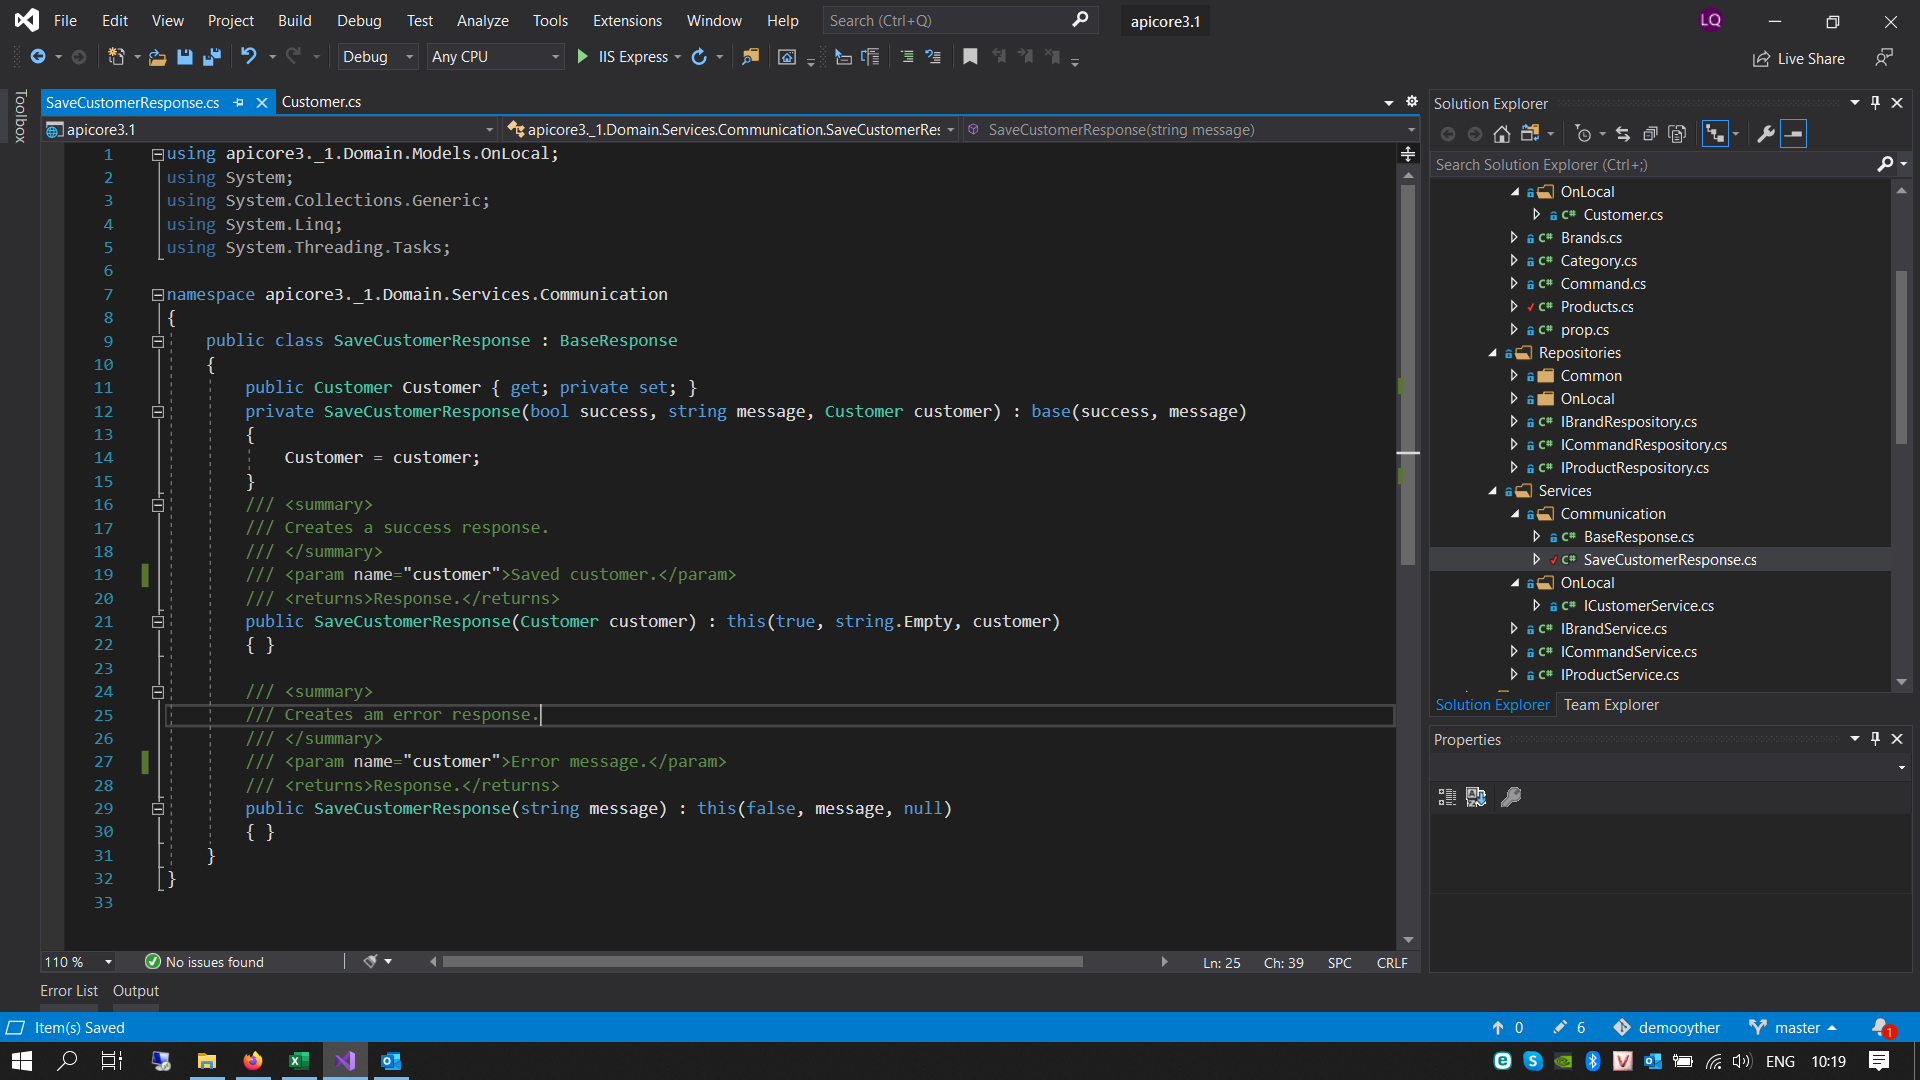 File Edit View Project Build Debug Test Analyze Tools Extensions Window Help Search (Ctrl+Q) apicore3.1 LQ
Debug Any CPU IIS Express Live Share
Toolbox
SaveCustomerResponse.cs Customer.cs
apicore3.1 apicore3._1.Domain.Services.Communication.SaveCustomerRes SaveCustomerResponse(string message)
1 using apicore3._1.Domain.Models.OnLocal;
2 using System;
3 using System.Collections.Generic;
4 using System.Linq;
5 using System.Threading.Tasks;
6
7 namespace apicore3._1.Domain.Services.Communication
8 {
9 public class SaveCustomerResponse : BaseResponse
10 {
11 public Customer Customer { get; private set; }
12 private SaveCustomerResponse(bool success, string message, Customer customer) : base(success, message)
13 {
14 Customer = customer;
15 }
16 /// <summary>
17 /// Creates a success response.
18 /// </summary>
19 /// <param name="customer">Saved customer.</param>
20 /// <returns>Response.</returns>
21 public SaveCustomerResponse(Customer customer) : this(true, string.Empty, customer)
22 { }
23
24 /// <summary>
25 /// Creates am error response.
26 /// </summary>
27 /// <param name="customer">Error message.</param>
28 /// <returns>Response.</returns>
29 public SaveCustomerResponse(string message) : this(false, message, null)
30 { }
31 }
32 }
33
110 % No issues found Ln: 25 Ch: 39 SPC CRLF
Error List Output
Solution Explorer
Search Solution Explorer (Ctrl+;)
OnLocal
C# Customer.cs
C# Brands.cs
C# Category.cs
C# Command.cs
C# Products.cs
C# prop.cs
Repositories
Common
OnLocal
C# IBrandRespository.cs
C# ICommandRespository.cs
C# IProductRespository.cs
Services
Communication
C# BaseResponse.cs
C# SaveCustomerResponse.cs
OnLocal
C# ICustomerService.cs
C# IBrandService.cs
C# ICommandService.cs
C# IProductService.cs
Solution Explorer Team Explorer
Properties
Item(s) Saved 0 6 demooyther master 1
ENG 10:19